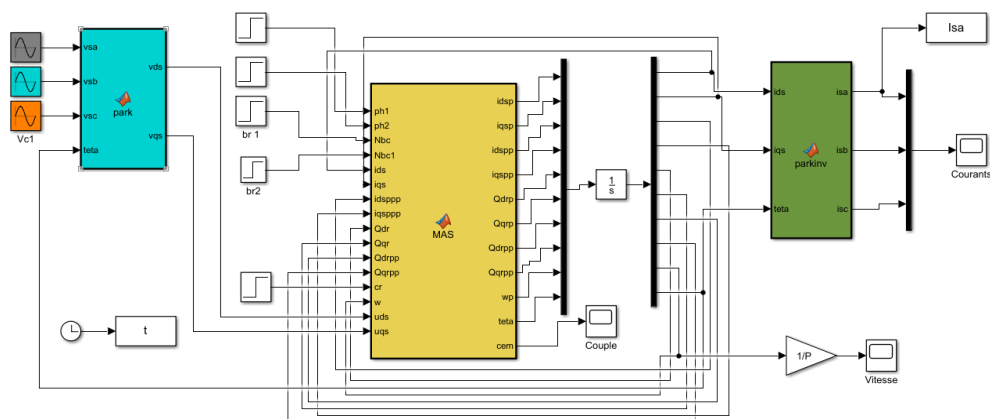 vsa
vsb
vsc
teta
vds
vqs
park
Vc1
br 1
br2
ph1
ph2
Nbc
Nbc1
ids
iqs
idsppp
iqsppp
Qdr
Qqr
Qdrpp
Qqrpp
cr
w
uds
uqs
MAS
idsp
iqsp
idspp
iqspp
Qdrp
Qqrp
Qdrpp
Qqrpp
wp
teta
cem
Couple
1
s
ids
iqs
teta
isa
isb
isc
parkinv
Isa
Courants
t
1/P
Vitesse